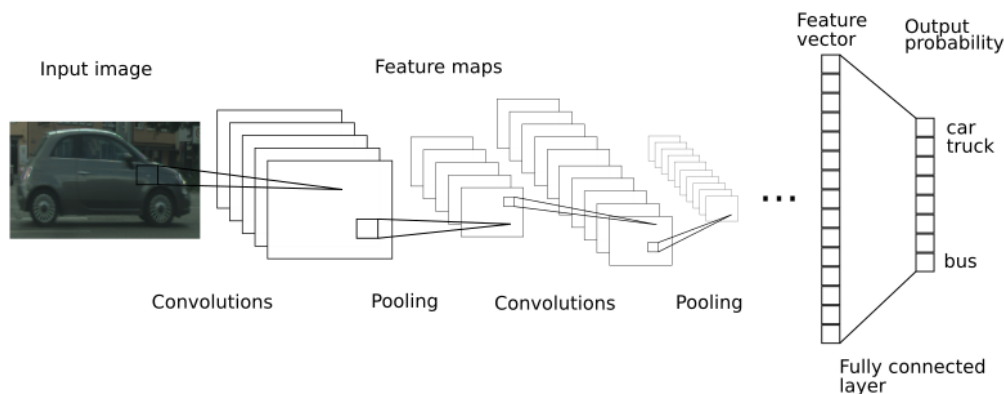 Feature
vector
Output
probability
Input image
Feature maps
car
truck
...
bus
Convolutions
Pooling
Convolutions
Pooling
Fully connected
layer